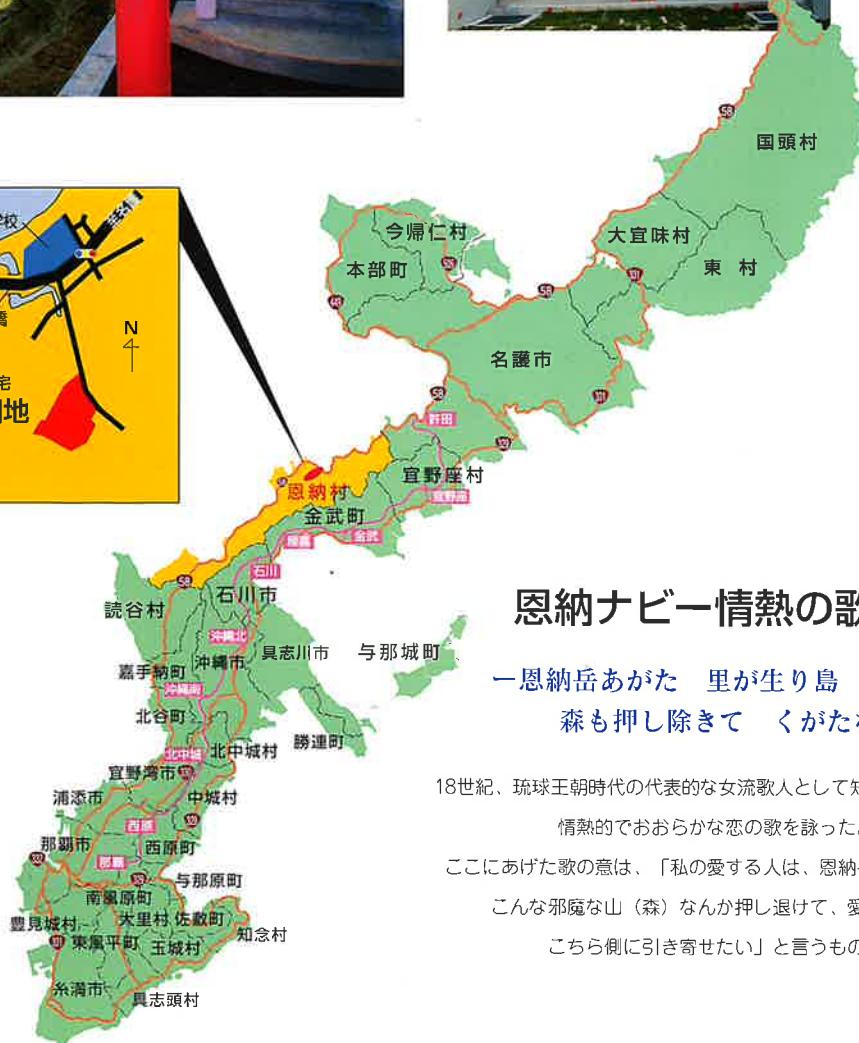 国頭村
58
大宜味村
東 村
今帰仁村
本部町
58
名護市
58
許田
宜野座村
宜野座
恩納村
金武町
金武
屋嘉
石川
石川市
58
読谷村
沖縄北
具志川市
与那城町
嘉手納町
沖縄市
沖縄南
北谷町
北中城
北中城村
勝連町
宜野湾市
浦添市
中城村
西原
那覇市
西原町
那覇
与那原町
南風原町
豊見城村
大里村
佐敷町
知念村
東風平町
玉城村
糸満市
具志頭村
校
至名護
橋
N
宅
地
恩納ナビー情熱の歌
ー恩納岳あがた 里が生り島
森も押し除きて くがたな
18世紀、琉球王朝時代の代表的な女流歌人として知
情熱的でおおらかな恋の歌を詠った。
ここにあげた歌の意は、「私の愛する人は、恩納
こんな邪魔な山(森)なんか押し退けて、愛
こちら側に引き寄せたい」と言うもの